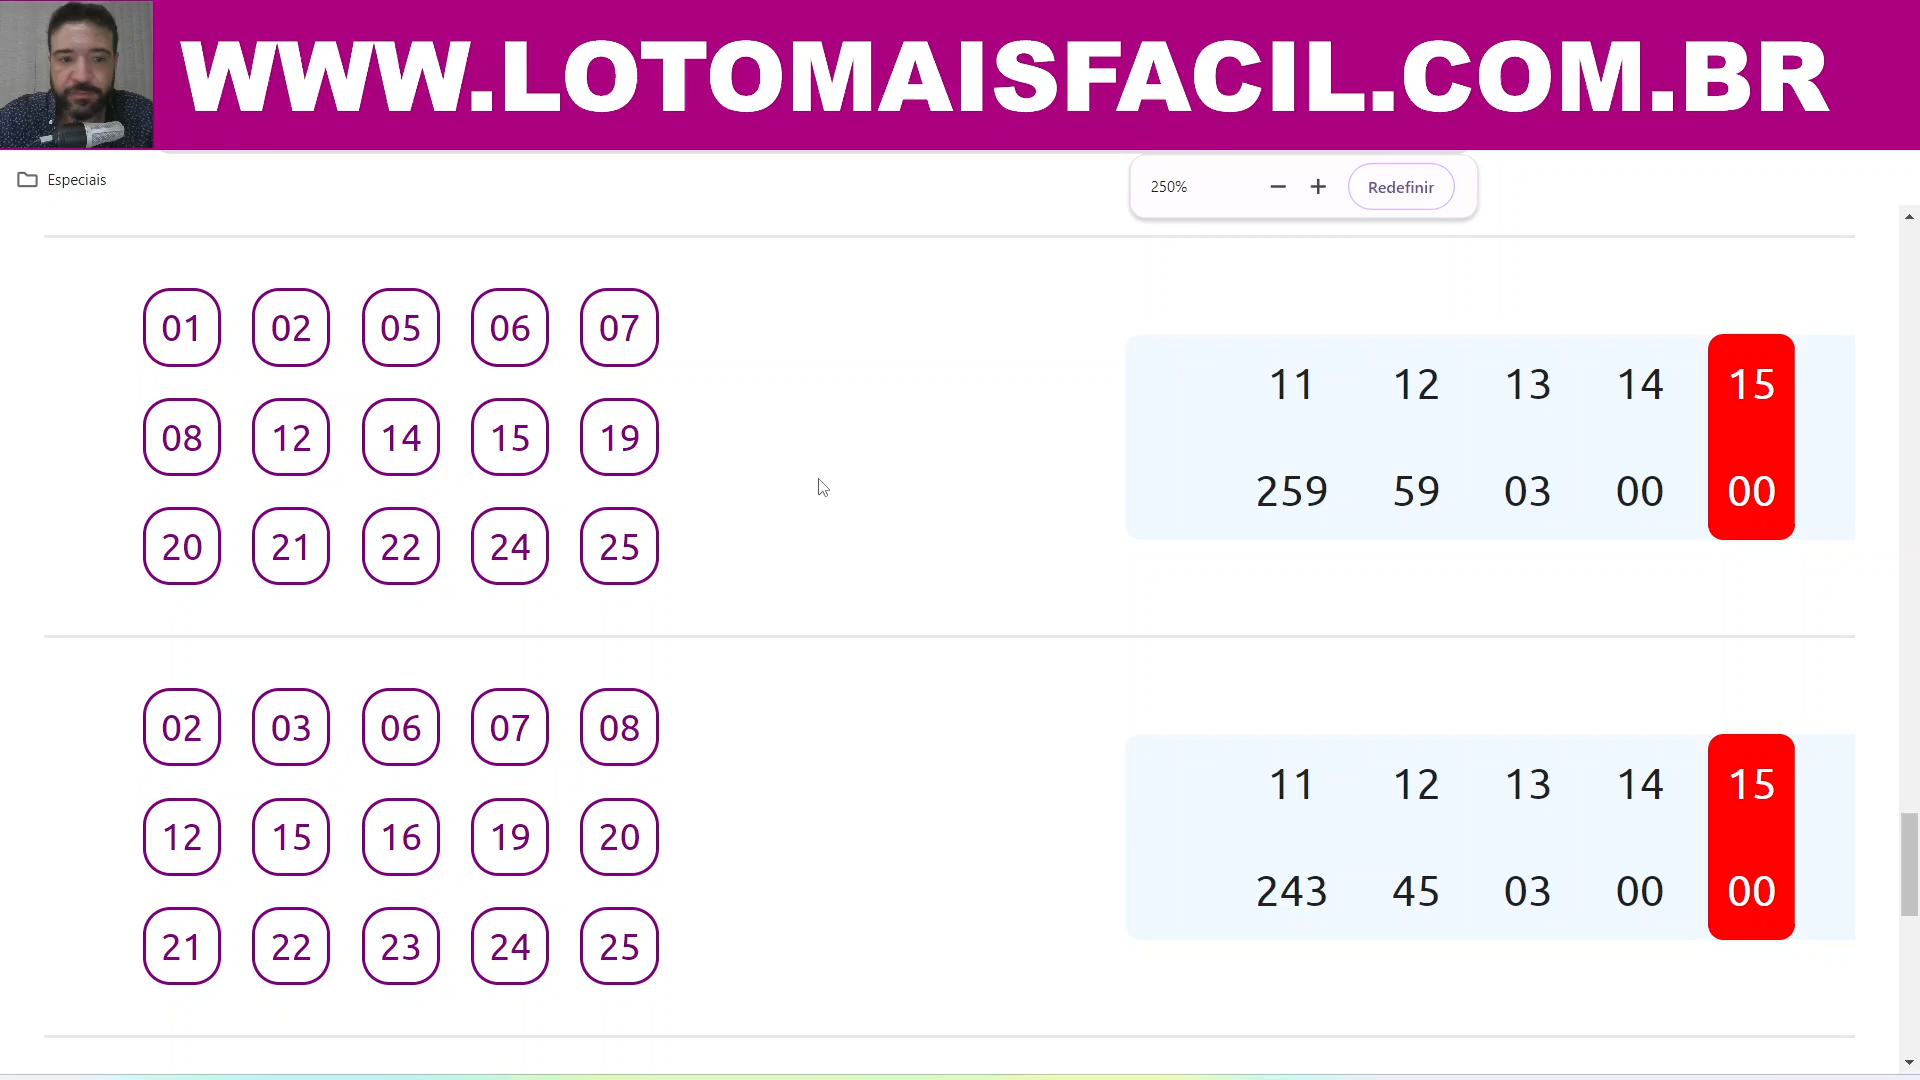 WWW.LOTOMAISFACIL.COM.BR
Especiais
250% − + Redefinir
01 02 05 06 07
08 12 14 15 19
20 21 22 24 25
11 12 13 14 15
259 59 03 00 00
02 03 06 07 08
12 15 16 19 20
21 22 23 24 25
11 12 13 14 15
243 45 03 00 00